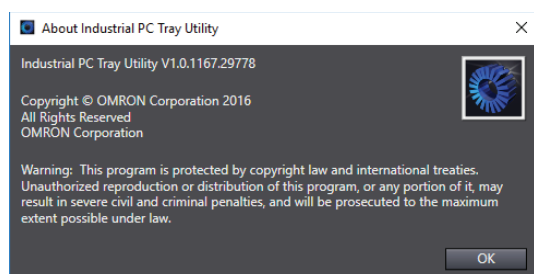 About Industrial PC Tray Utility
Industrial PC Tray Utility V1.0.1167.29778
Copyright © OMRON Corporation 2016
All Rights Reserved
OMRON Corporation
Warning: This program is protected by copyright law and international treaties.
Unauthorized reproduction or distribution of this program, or any portion of it, may
result in severe civil and criminal penalties, and will be prosecuted to the maximum
extent possible under law.
OK